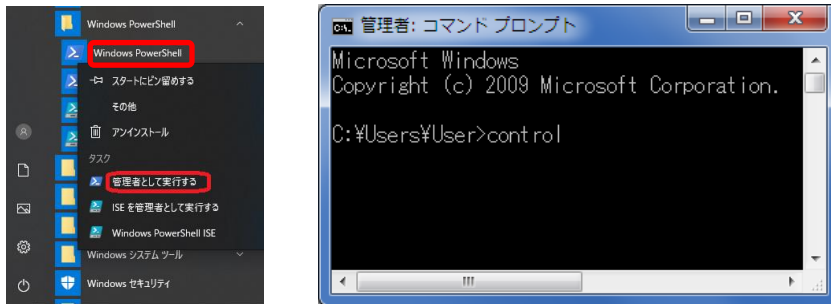 Windows PowerShell
Windows PowerShell
スタートにピン留めする
その他
アンインストール
タスク
管理者として実行する
ISE を管理者として実行する
Windows PowerShell ISE
Windows システム ツール
Windows セキュリティ
管理者: コマンド プロンプト
Microsoft Windows
Copyright (c) 2009 Microsoft Corporation.
C:¥Users¥User>control